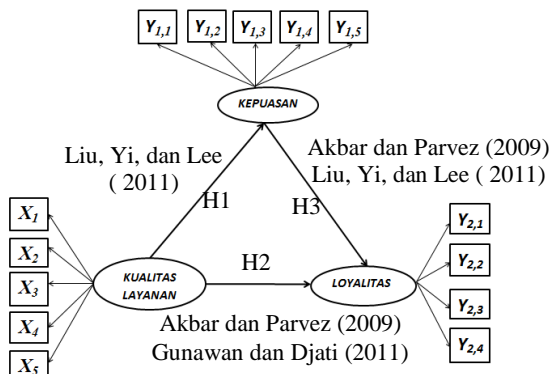 Y1,1 Y1,2 Y1,3 Y1,4 Y1,5
KEPUASAN
Liu, Yi, dan Lee
( 2011)
H1
Akbar dan Parvez (2009)
Liu, Yi, dan Lee ( 2011)
H3
X1
X2
X3
X4
X5
KUALITAS
LAYANAN
H2
LOYALITAS
Y2,1
Y2,2
Y2,3
Y2,4
Akbar dan Parvez (2009)
Gunawan dan Djati (2011)